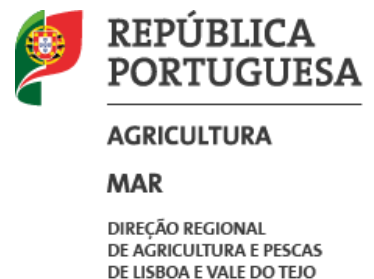 REPÚBLICA
PORTUGUESA
AGRICULTURA
MAR
DIREÇÃO REGIONAL
DE AGRICULTURA E PESCAS
DE LISBOA E VALE DO TEJO